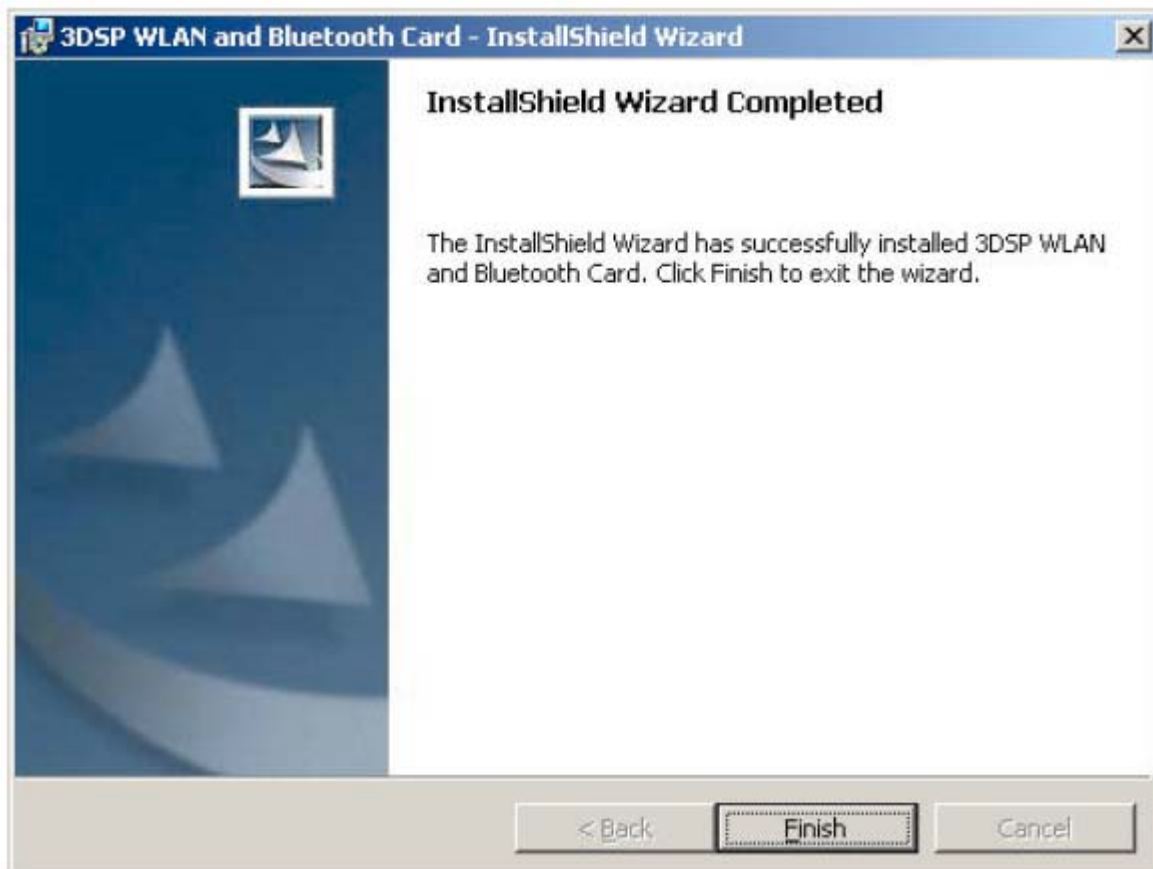 3DSP WLAN and Bluetooth Card - InstallShield Wizard
InstallShield Wizard Completed
The InstallShield Wizard has successfully installed 3DSP WLAN
and Bluetooth Card. Click Finish to exit the wizard.
< Back
Finish
Cancel